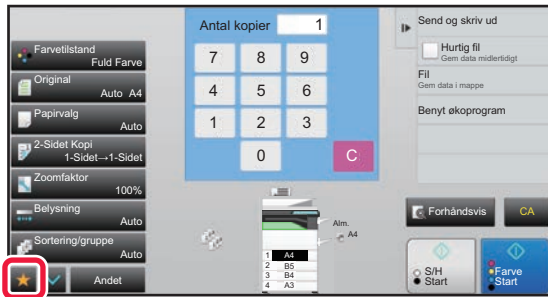 Farvetilstand
Fuld Farve
Original
Auto A4
Papirvalg
Auto
2-Sidet Kopi
1-Sidet→1-Sidet
Zoomfaktor
100%
Belysning
Auto
Sortering/gruppe
Auto
Andet
Antal kopier 1
7 8 9
4 5 6
1 2 3
0 C
Alm.
A4
1 A4
2 B5
3 B4
4 A3
Send og skriv ud
Hurtig fil
Gem data midlertidigt
Fil
Gem data i mappe
Benyt økoprogram
Forhåndsvis
CA
S/H
Start
Farve
Start